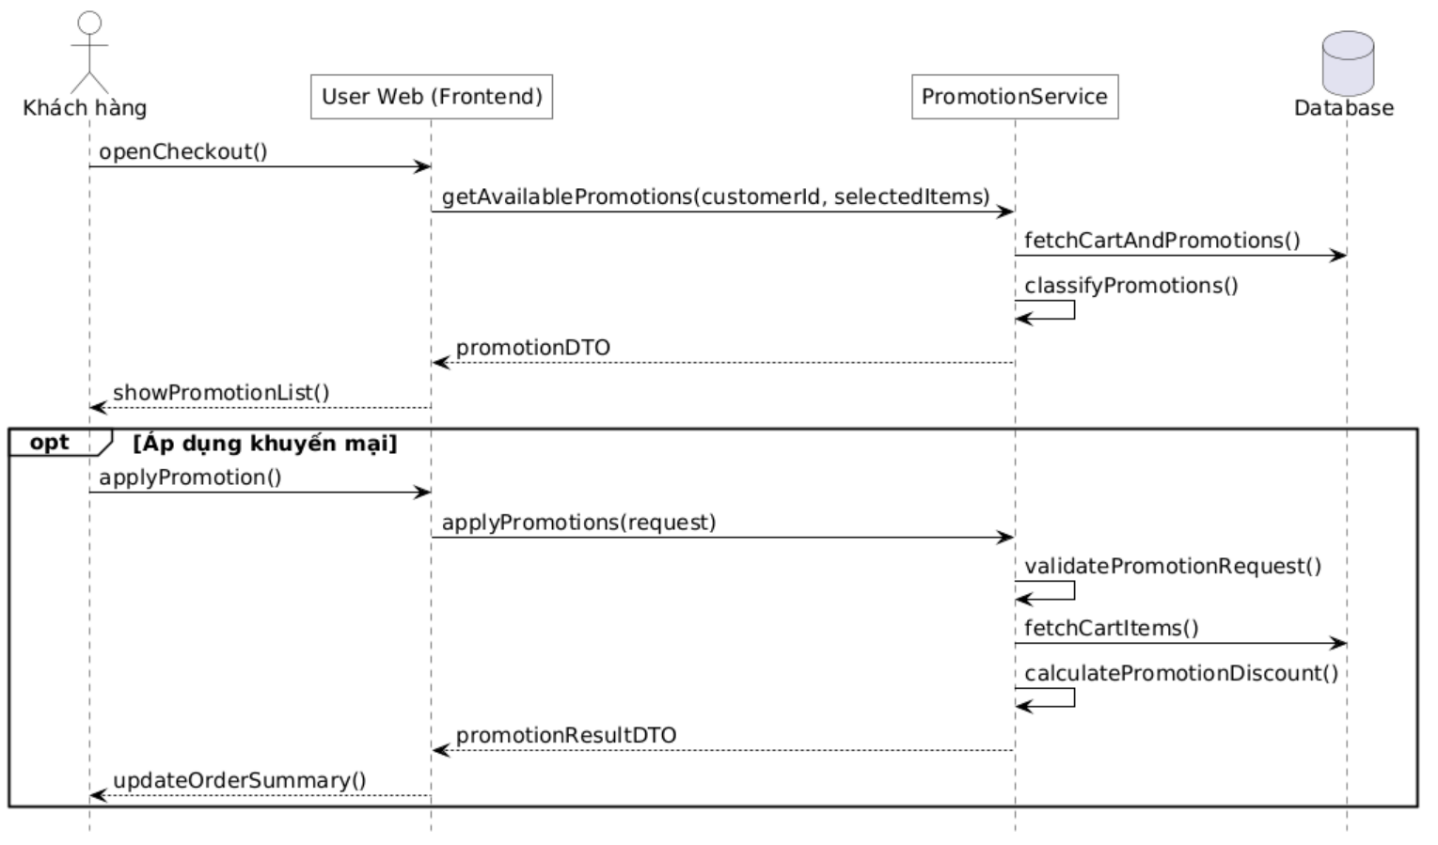 Khách hàng
User Web (Frontend)
PromotionService
Database
openCheckout()
getAvailablePromotions(customerId, selectedItems)
fetchCartAndPromotions()
classifyPromotions()
promotionDTO
showPromotionList()
opt [Áp dụng khuyến mại]
applyPromotion()
applyPromotions(request)
validatePromotionRequest()
fetchCartItems()
calculatePromotionDiscount()
promotionResultDTO
updateOrderSummary()